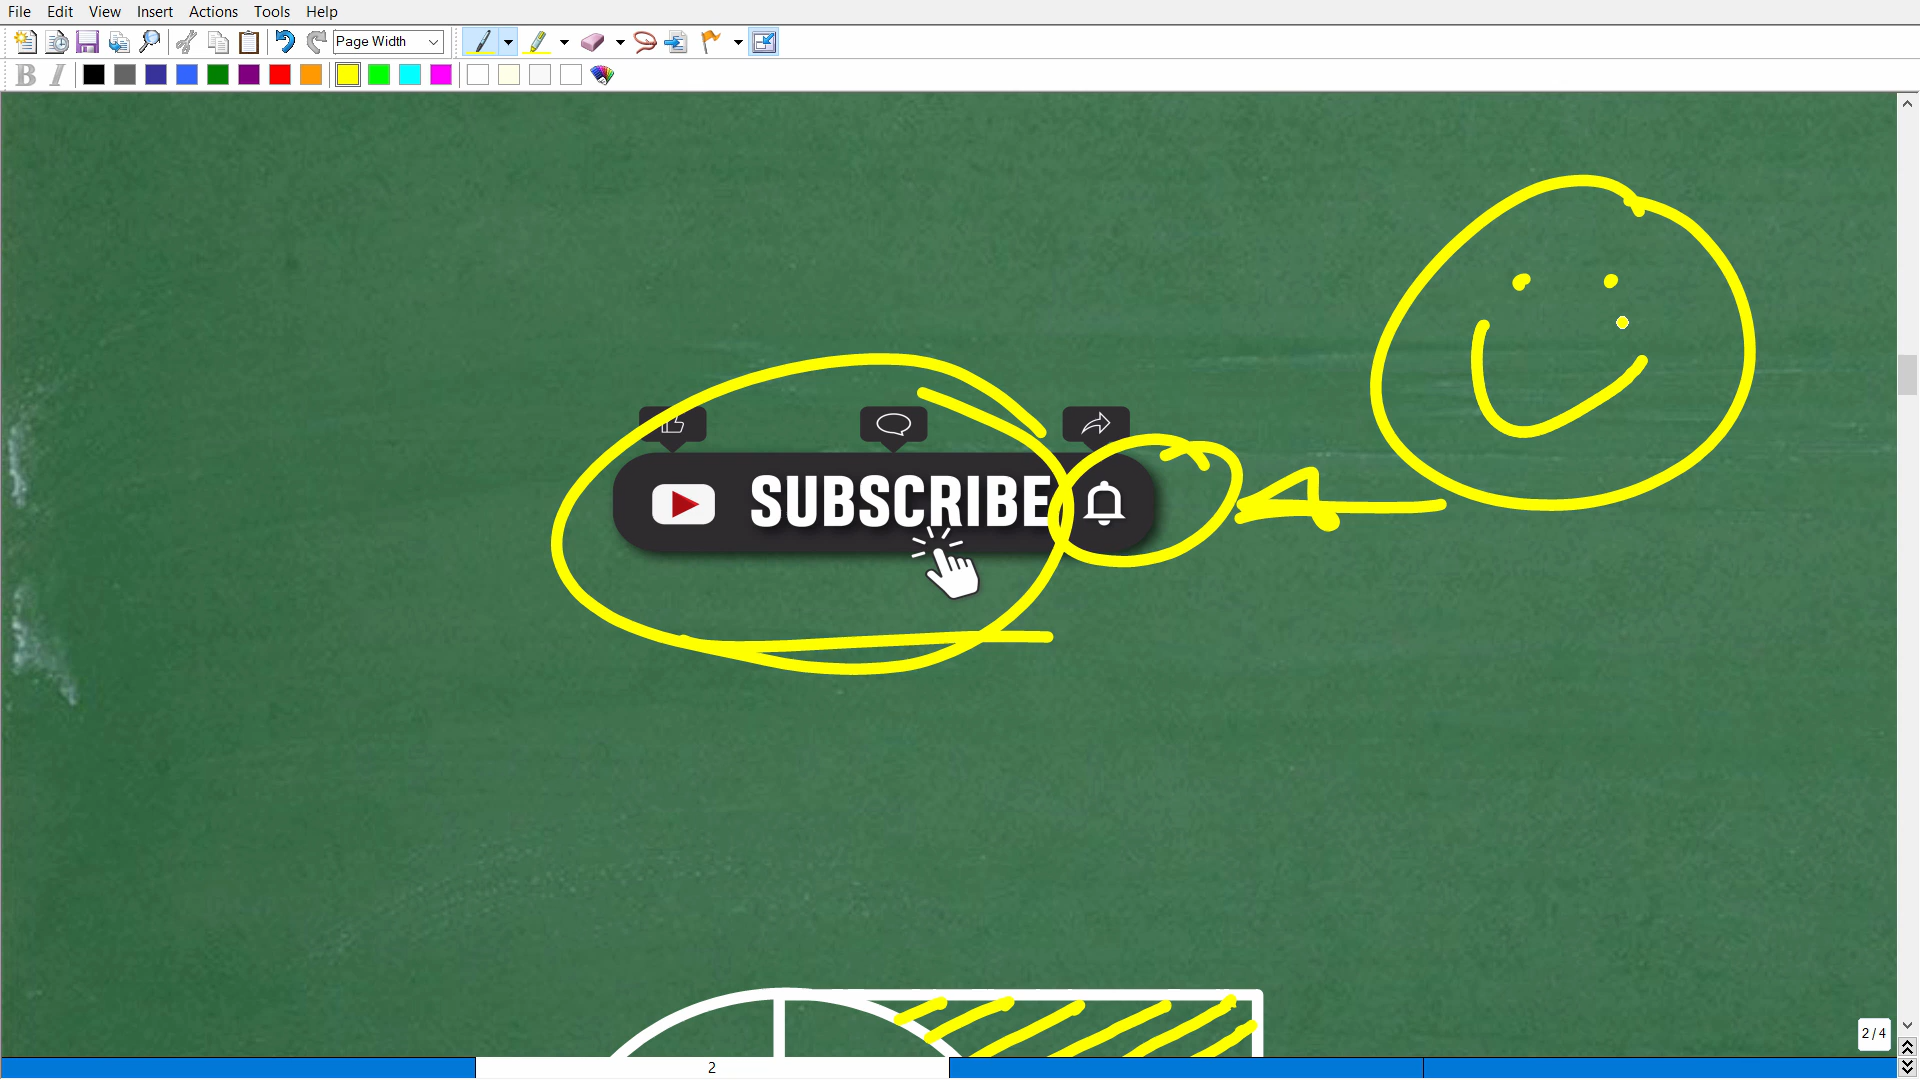 File Edit View Insert Actions Tools Help
Page Width
B I
SUBSCRIBE
2 / 4
2